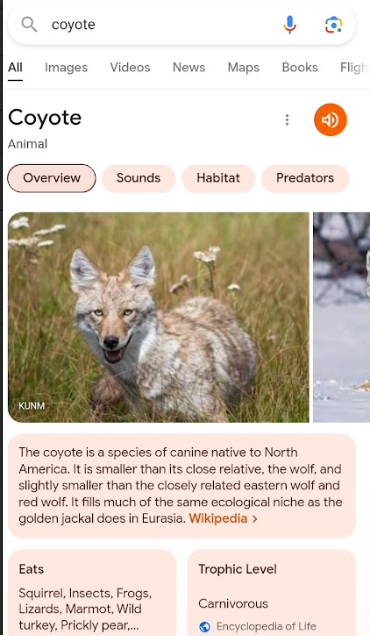 coyote
All Images Videos News Maps Books Fligh
Coyote
Animal
Overview Sounds Habitat Predators
KUNM
The coyote is a species of canine native to North
America. It is smaller than its close relative, the wolf, and
slightly smaller than the closely related eastern wolf and
red wolf. It fills much of the same ecological niche as the
golden jackal does in Eurasia. Wikipedia >
Eats
Squirrel, Insects, Frogs,
Lizards, Marmot, Wild
turkey, Prickly pear,...
Trophic Level
Carnivorous
Encyclopedia of Life